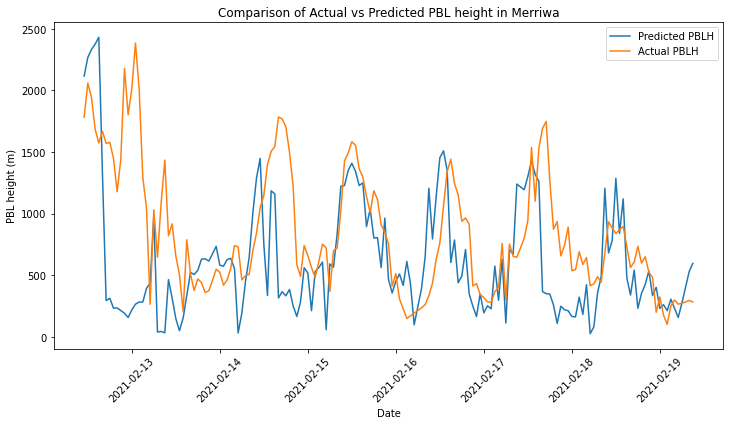 Comparison of Actual vs Predicted PBL height in Merriwa
Predicted PBLH
Actual PBLH
PBL height (m)
2500
2000
1500
1000
500
0
2021-02-13
2021-02-14
2021-02-15
2021-02-16
2021-02-17
2021-02-18
2021-02-19
Date